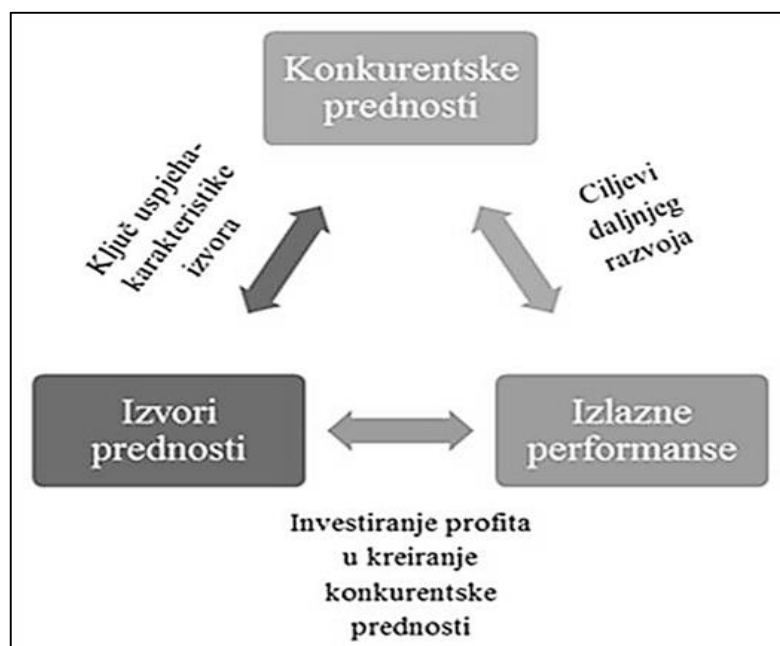 Konkurentske
prednosti
Ključ uspjeha-
karakteristike
izvora
Ciljevi
daljnjeg
razvoja
Izvori
prednosti
Izlazne
performanse
Investiranje profita
u kreiranje
konkurentske
prednosti